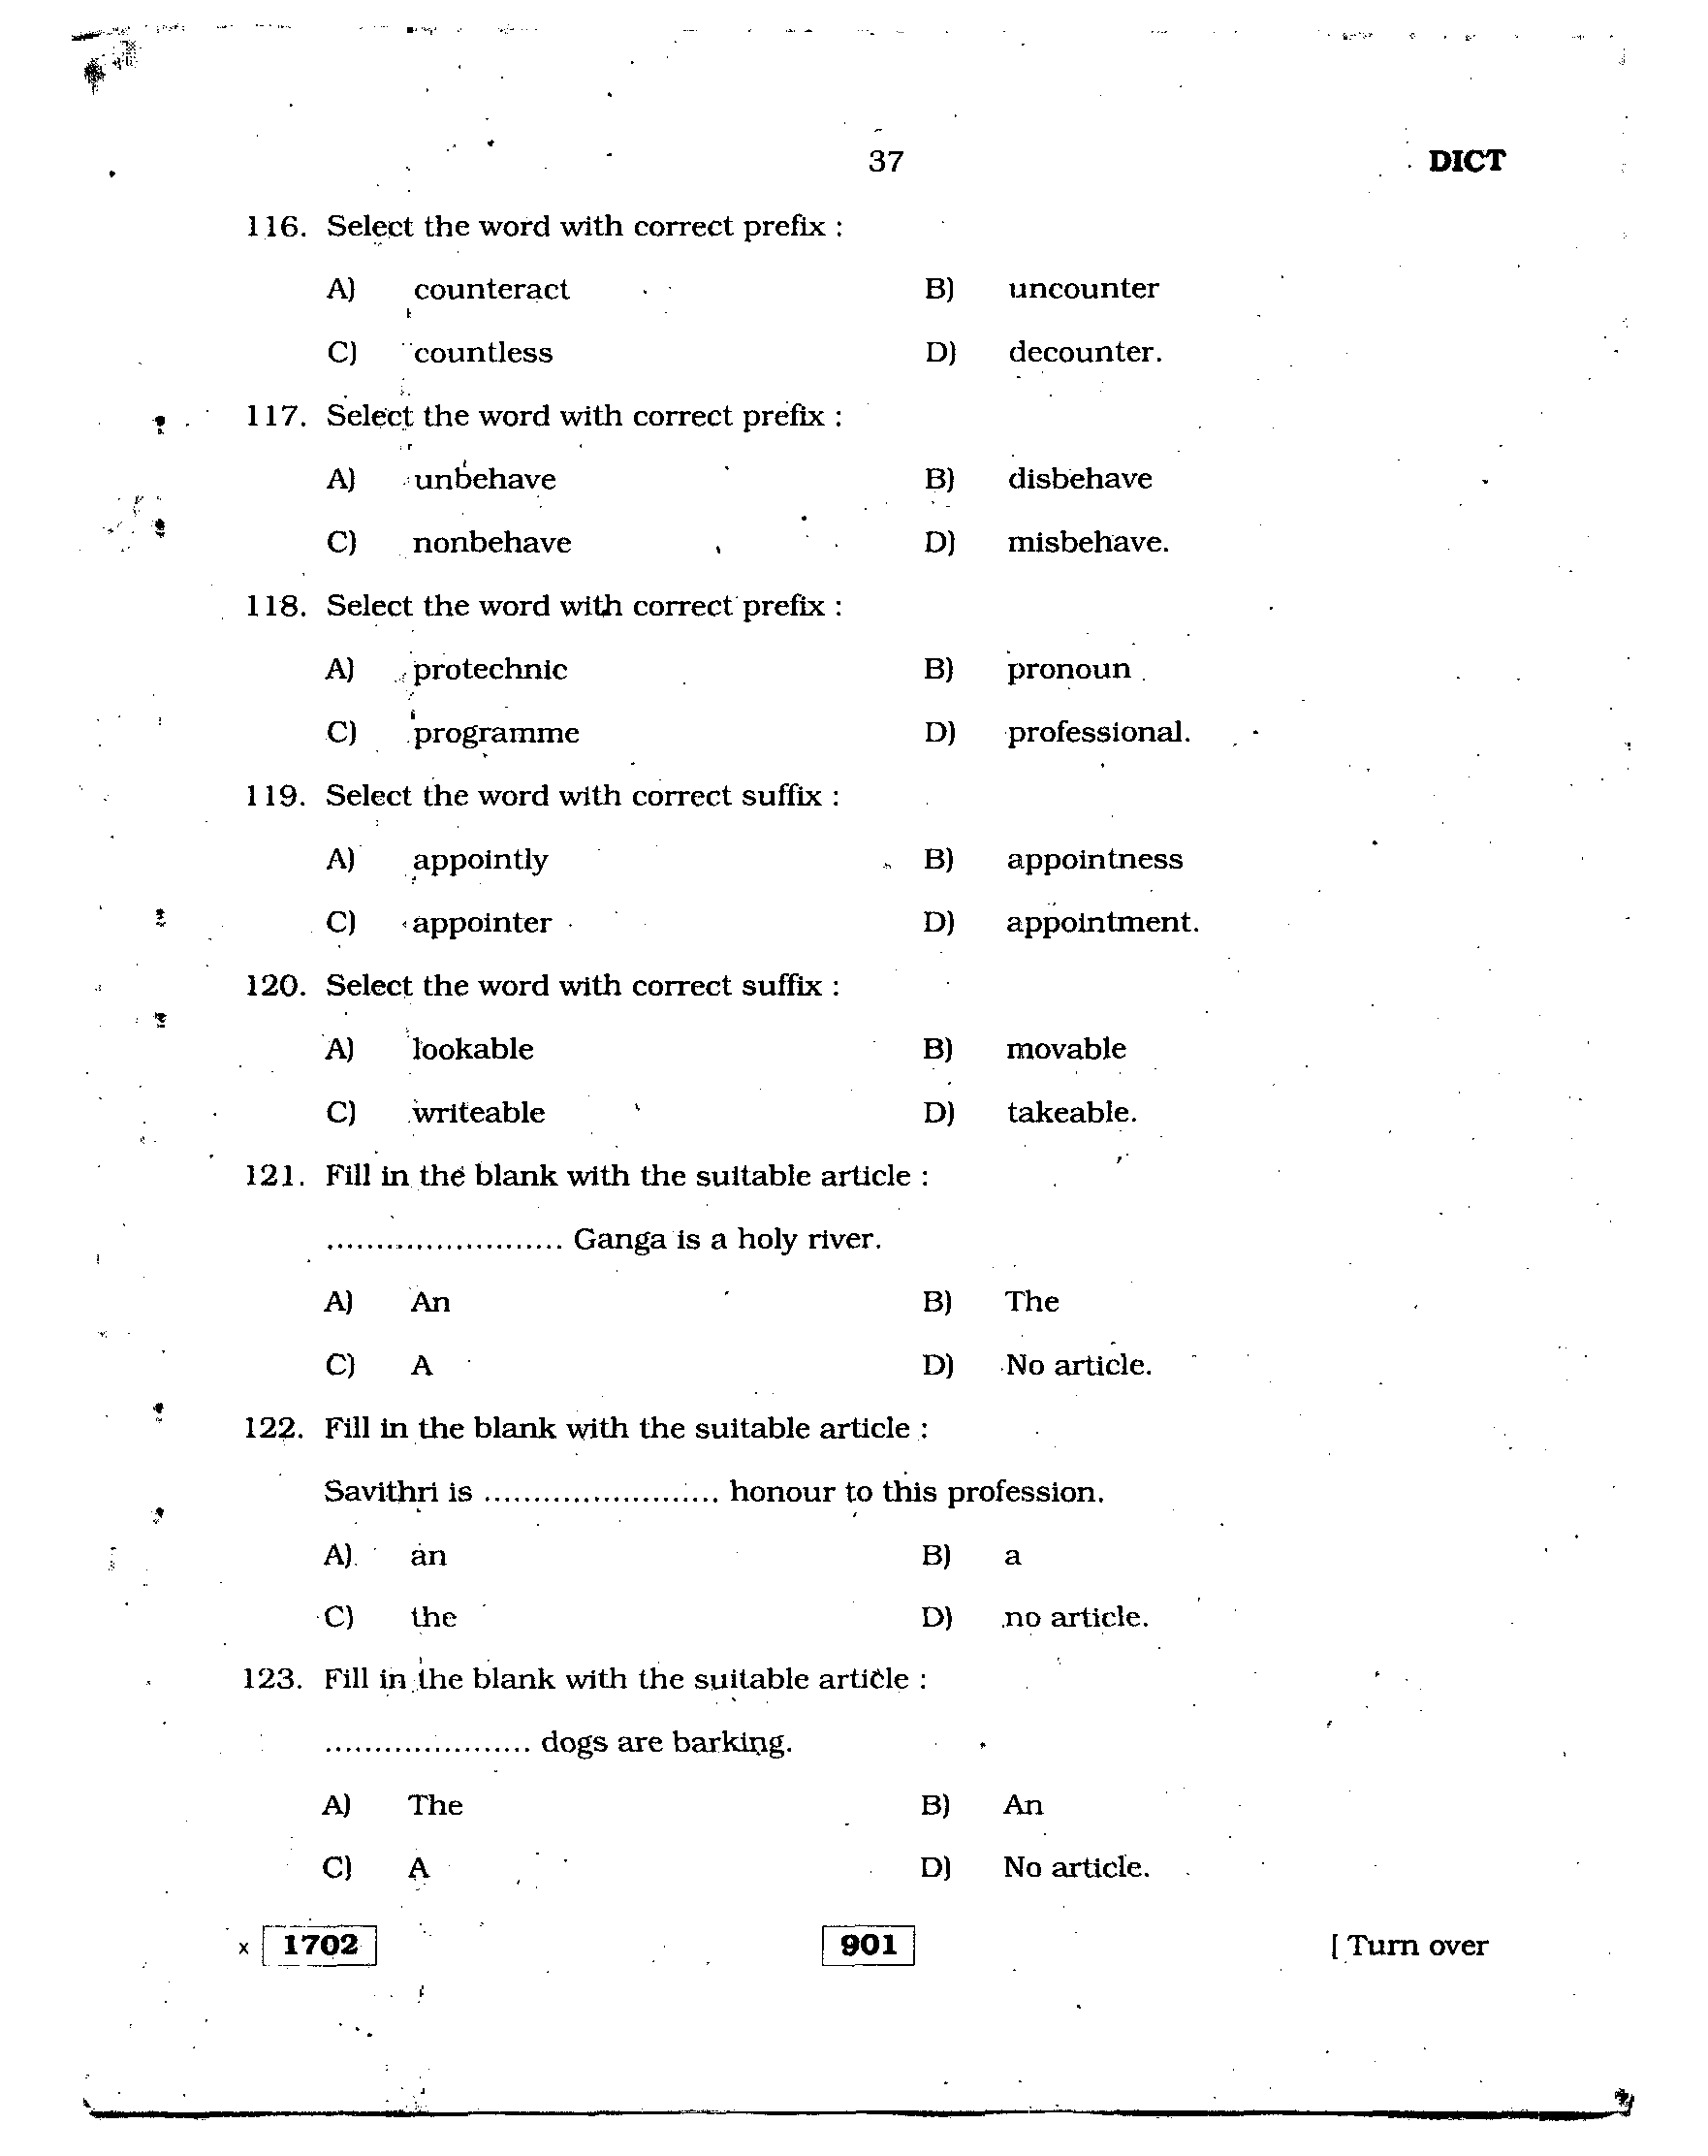 37 DICT
116. Select the word with correct prefix :
A) counteract B) uncounter
C) countless D) decounter.
117. Select the word with correct prefix :
A) unbehave B) disbehave
C) nonbehave D) misbehave.
118. Select the word with correct prefix :
A) protechnic B) pronoun
C) programme D) professional.
119. Select the word with correct suffix :
A) appointly B) appointness
C) appointer D) appointment.
120. Select the word with correct suffix :
A) lookable B) movable
C) writeable D) takeable.
121. Fill in the blank with the suitable article :
........................ Ganga is a holy river.
A) An B) The
C) A D) No article.
122. Fill in the blank with the suitable article :
Savithri is ........................ honour to this profession.
A) an B) a
C) the D) no article.
123. Fill in the blank with the suitable article :
..................... dogs are barking.
A) The B) An
C) A D) No article.
x 1702 901 [ Turn over